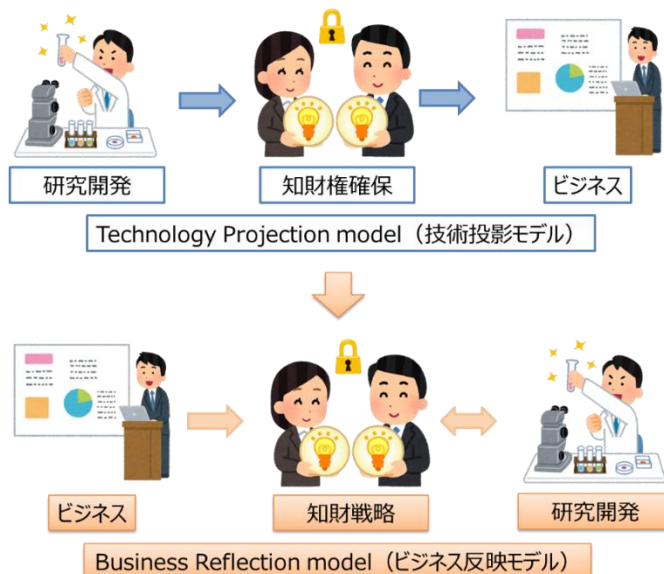 研究開発
知財権確保
ビジネス
Technology Projection model（技術投影モデル）
ビジネス
知財戦略
研究開発
Business Reflection model（ビジネス反映モデル）